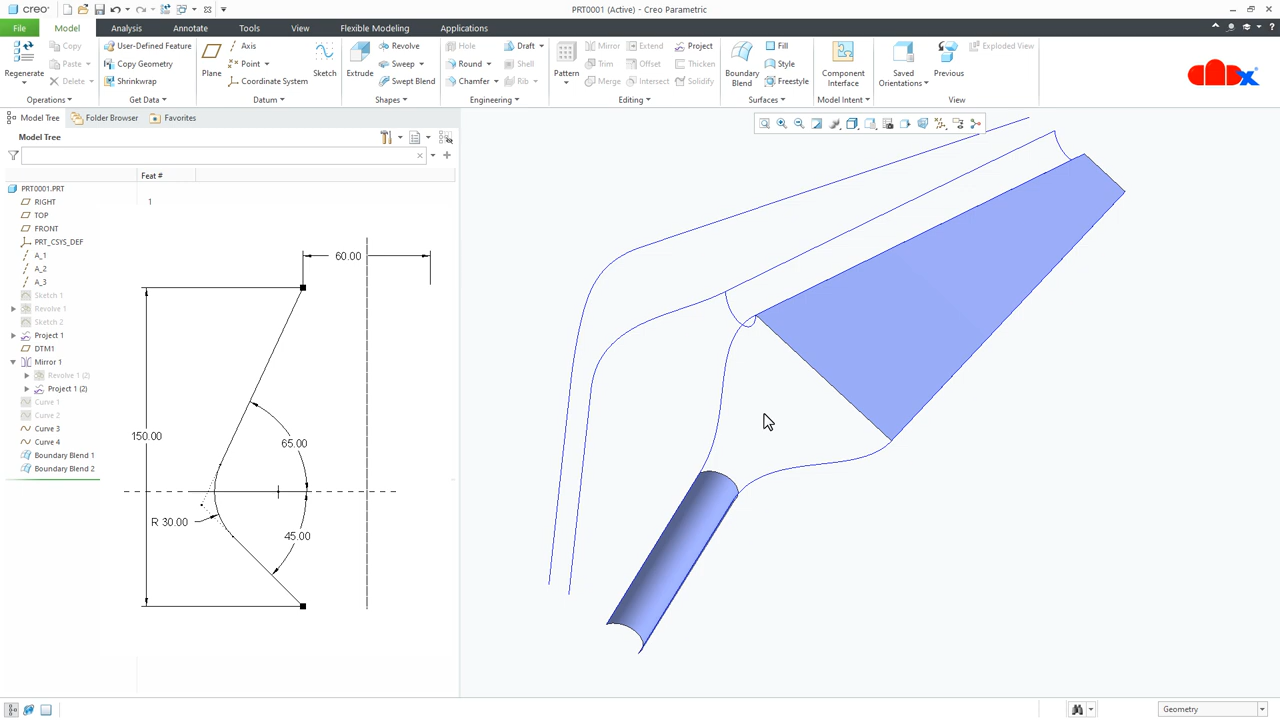 creo
PRT0001 (Active) - Creo Parametric
File Model Analysis Annotate Tools View Flexible Modeling Applications
Regenerate
Copy
Paste
Delete
Operations
User-Defined Feature
Copy Geometry
Shrinkwrap
Get Data
Plane
Axis
Point
Coordinate System
Sketch
Datum
Extrude
Revolve
Sweep
Swept Blend
Shapes
Hole
Round
Chamfer
Draft
Shell
Rib
Engineering
Pattern
Mirror
Trim
Merge
Extend
Offset
Intersect
Project
Thicken
Solidify
Editing
Boundary Blend
Fill
Style
Freestyle
Surfaces
Component Interface
Model Intent
Saved Orientations
Previous
Exploded View
View
Model Tree Folder Browser Favorites
Model Tree
Feat #
PRT0001.PRT
RIGHT 1
TOP
FRONT
PRT_CSYS_DEF
A_1
A_2
A_3
Sketch 1
Revolve 1
Sketch 2
Project 1
DTM1
Mirror 1
Revolve 1 (2)
Project 1 (2)
Curve 1
Curve 2
Curve 3
Curve 4
Boundary Blend 1
Boundary Blend 2
60.00
150.00
65.00
R 30.00
45.00
Geometry